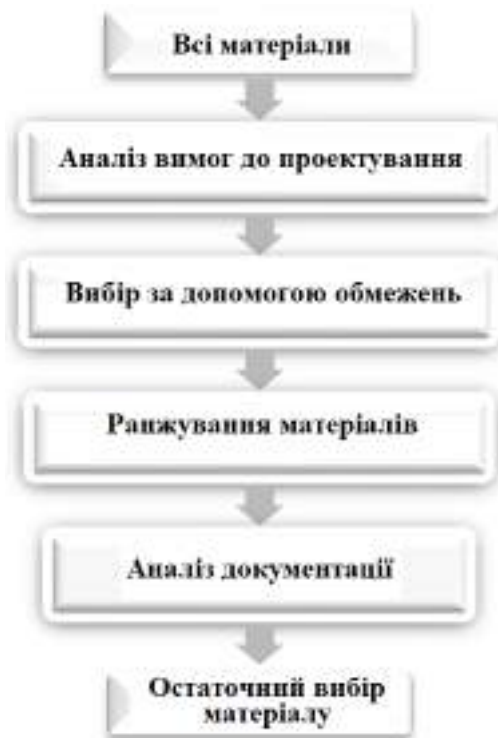 Всі матеріали
Аналіз вимог до проектування
Вибір за допомогою обмежень
Ранжування матеріалів
Аналіз документації
Остаточний вибір
матеріалу